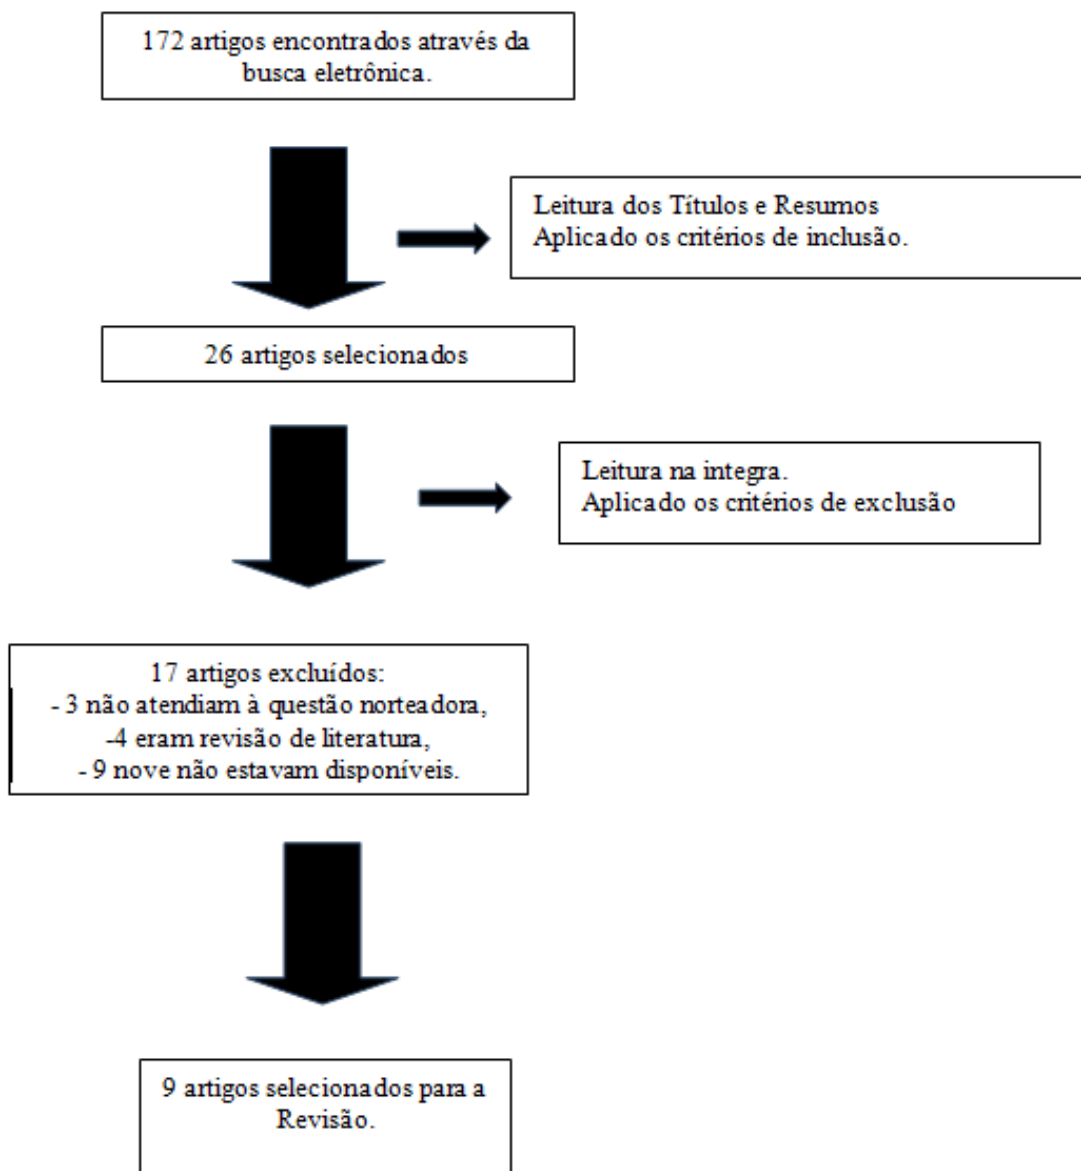 172 artigos encontrados através da
busca eletrônica.
Leitura dos Títulos e Resumos
Aplicado os critérios de inclusão.
26 artigos selecionados
Leitura na integra.
Aplicado os critérios de exclusão
17 artigos excluídos:
- 3 não atendiam à questão norteadora,
-4 eram revisão de literatura,
- 9 nove não estavam disponíveis.
9 artigos selecionados para a
Revisão.